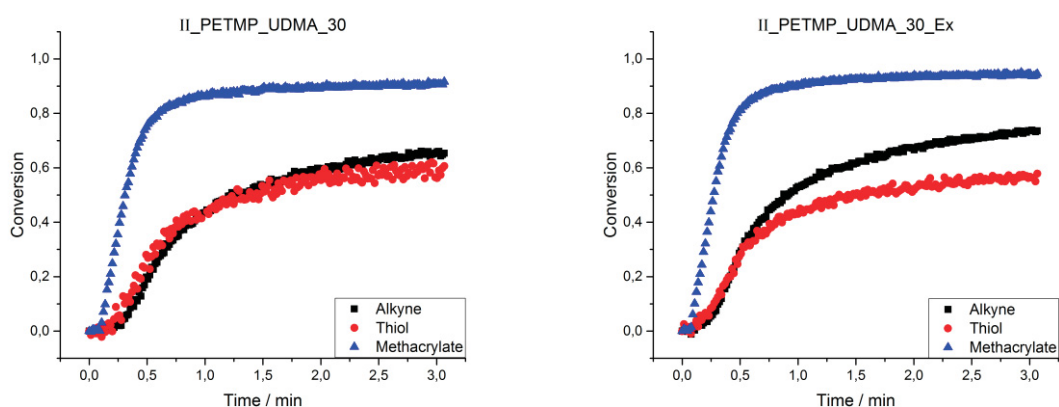 II_PETMP_UDMA_30
Conversion
1,0
0,8
0,6
0,4
0,2
0,0
Alkyne
Thiol
Methacrylate
0,0 0,5 1,0 1,5 2,0 2,5 3,0
Time / min
II_PETMP_UDMA_30_Ex
Conversion
1,0
0,8
0,6
0,4
0,2
0,0
Alkyne
Thiol
Methacrylate
0,0 0,5 1,0 1,5 2,0 2,5 3,0
Time / min